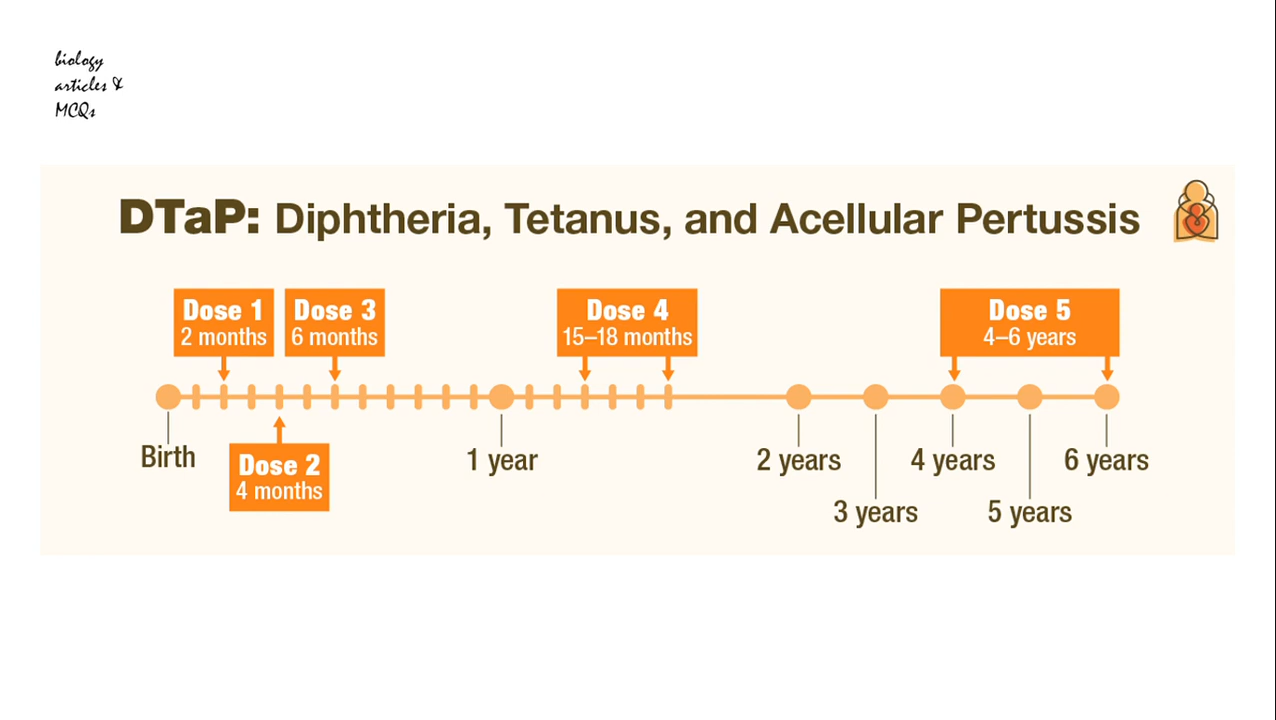 biology
articles &
MCQs
DTaP: Diphtheria, Tetanus, and Acellular Pertussis
Dose 1
2 months
Dose 3
6 months
Dose 4
15–18 months
Dose 5
4–6 years
Birth
Dose 2
4 months
1 year
2 years
3 years
4 years
5 years
6 years